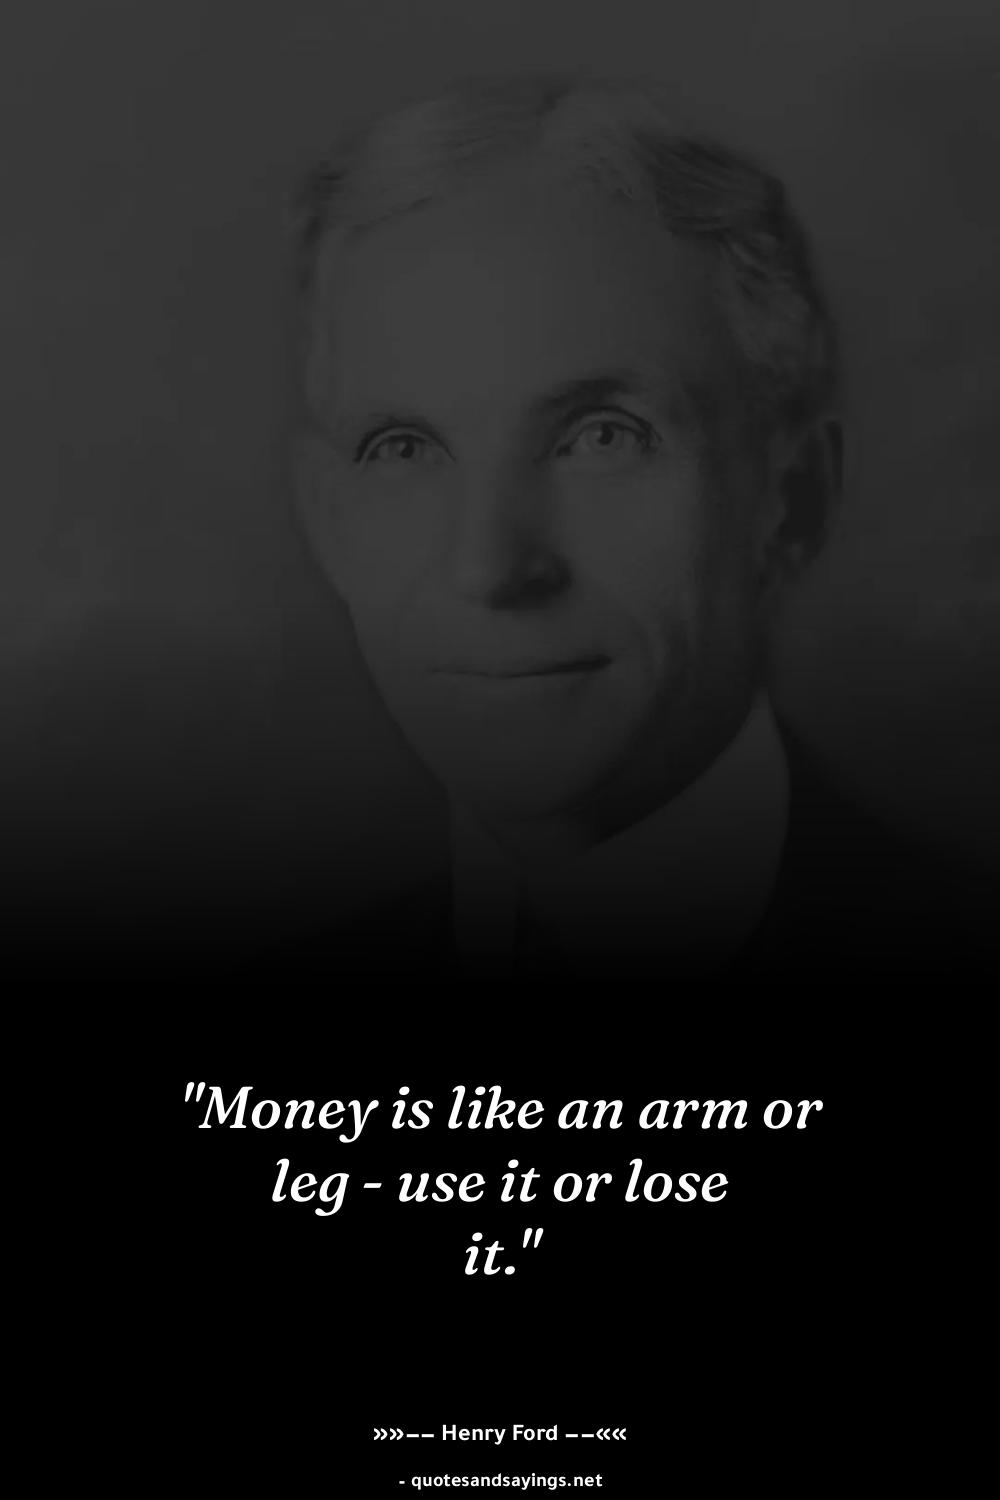 "Money is like an arm or
leg - use it or lose
it."
»»−− Henry Ford −−««
- quotesandsayings.net